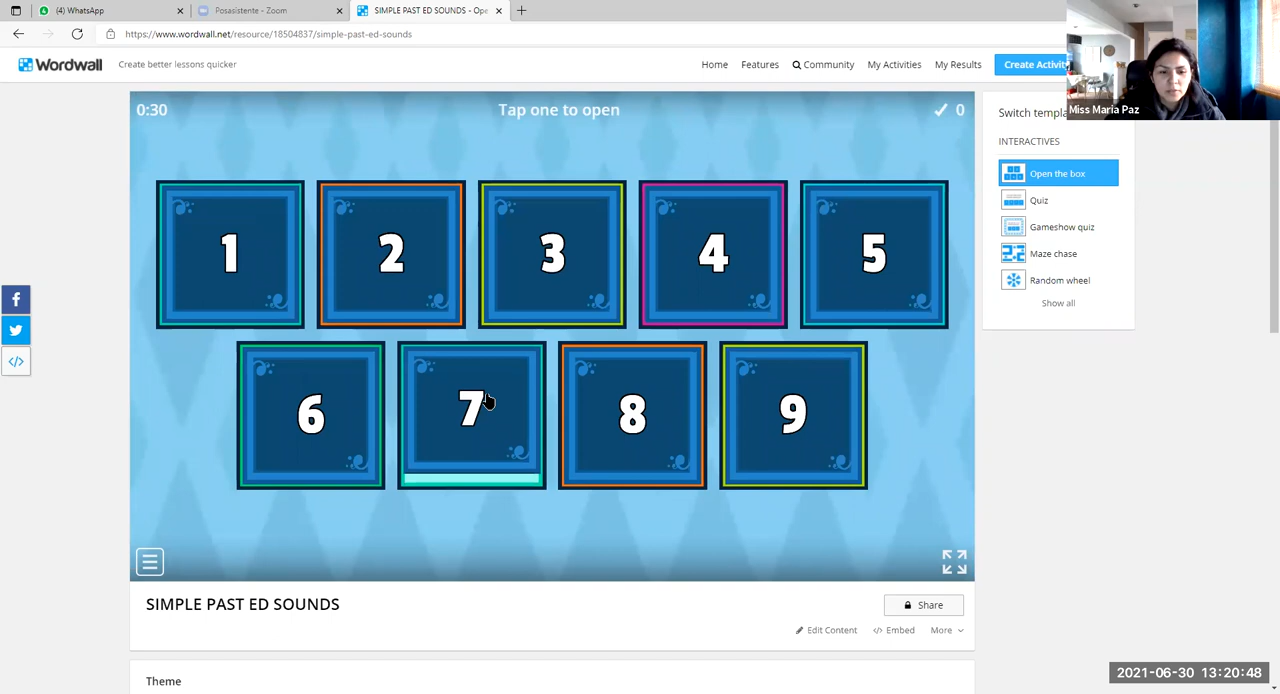 (4) WhatsApp
Posasistente - Zoom
SIMPLE PAST ED SOUNDS - Ope
https://www.wordwall.net/resource/18504837/simple-past-ed-sounds
Wordwall
Create better lessons quicker
Home
Features
Community
My Activities
My Results
Create Activit
Miss Maria Paz
0:30
Tap one to open
0
1
2
3
4
5
6
7
8
9
Switch templ
INTERACTIVES
Open the box
Quiz
Gameshow quiz
Maze chase
Random wheel
Show all
SIMPLE PAST ED SOUNDS
Share
Edit Content
Embed
More
Theme
2021-06-30 13:20:48